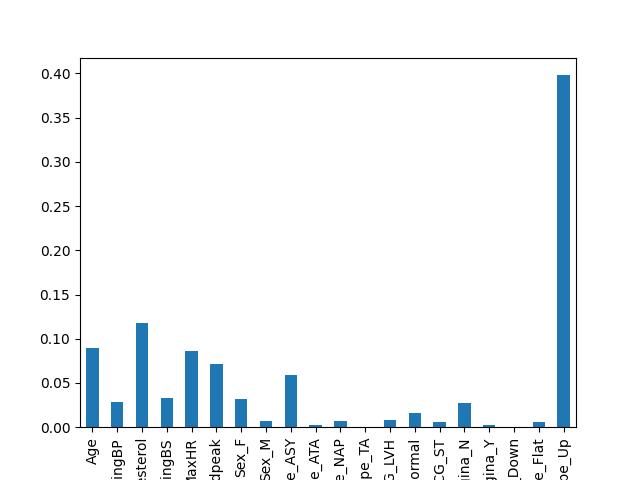 0.40
0.35
0.30
0.25
0.20
0.15
0.10
0.05
0.00
Age
ingBP
esterol
ingBS
MaxHR
dpeak
Sex_F
Sex_M
e_ASY
e_ATA
e_NAP
pe_TA
G_LVH
ormal
CG_ST
gina_N
gina_Y
_Down
e_Flat
pe_Up